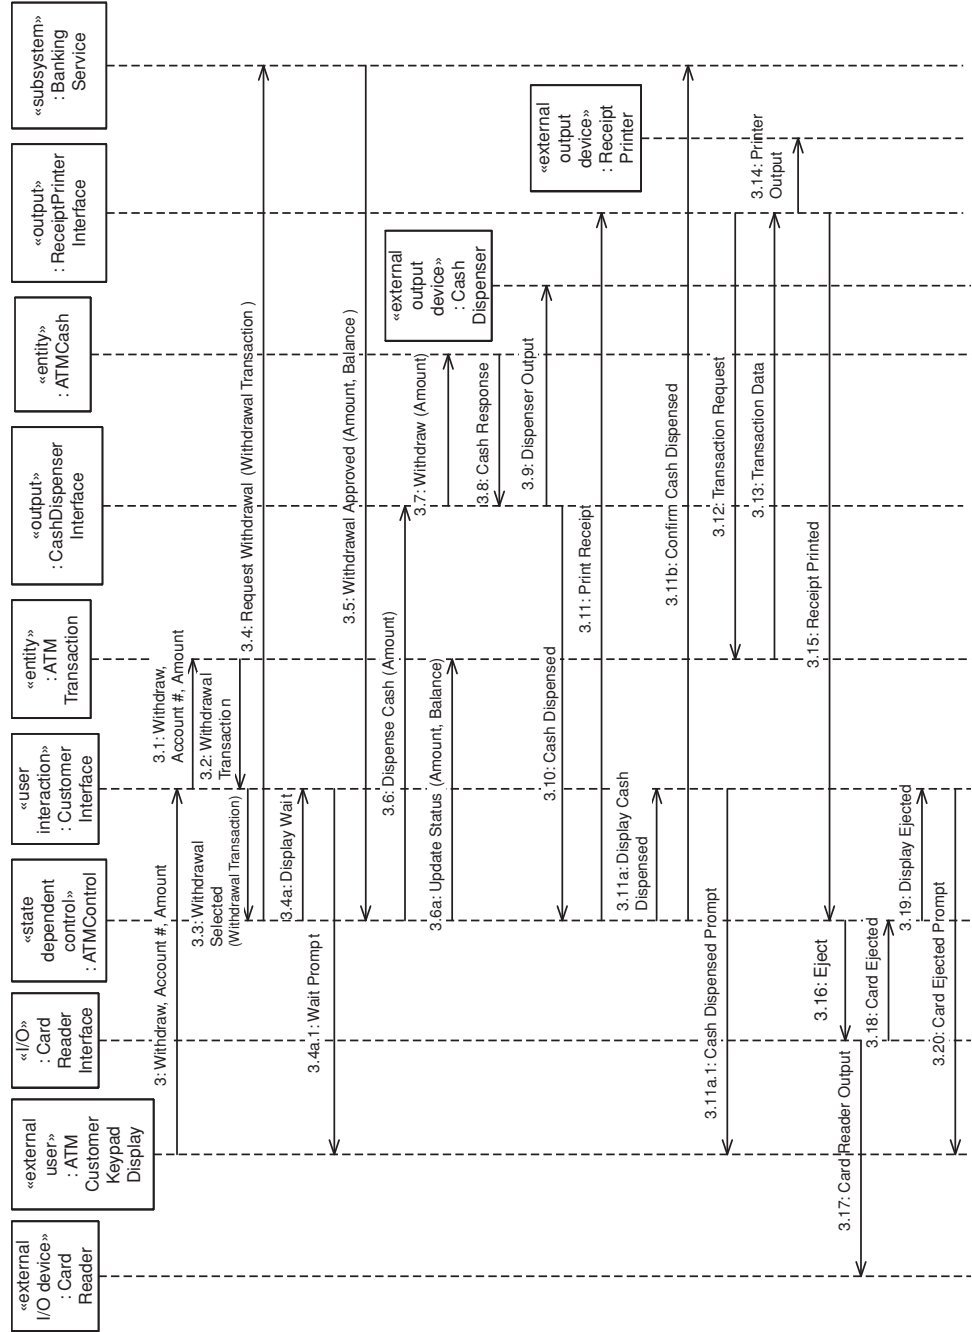 «external
I/O device»
: Card
Reader
«external
user»
: ATM
Customer
Keypad
Display
«I/O»
: Card
Reader
Interface
«state
dependent
control»
: ATMControl
«user
interaction»
: Customer
Interface
«entity»
: ATM
Transaction
«output»
: CashDispenser
Interface
«entity»
: ATMCash
«output»
: ReceiptPrinter
Interface
«subsystem»
: Banking
Service
3: Withdraw, Account #, Amount
3.1: Withdraw,
Account #, Amount
3.2: Withdrawal
Transaction
3.3: Withdrawal
Selected
(Withdrawal Transaction)
3.4: Request Withdrawal (Withdrawal Transaction )
3.4a: Display Wait
3.4a.1: Wait Prompt
3.5: Withdrawal Approved (Amount, Balance )
3.6: Dispense Cash (Amount)
«external
output
device»
: Cash
Dispenser
3.7: Withdraw (Amount)
3.6a: Update Status (Amount, Balance)
3.8: Cash Response
3.9: Dispenser Output
3.10: Cash Dispensed
«external
output
device»
: Receipt
Printer
3.11: Print Receipt
3.11a: Display Cash
Dispensed
3.11b: Confirm Cash Dispensed
3.11a.1: Cash Dispensed Prompt
3.12: Transaction Request
3.13: Transaction Data
3.14: Printer
Output
3.15: Receipt Printed
3.16: Eject
3.17: Card Reader Output
3.18: Card Ejected
3.19: Display Ejected
3.20: Card Ejected Prompt